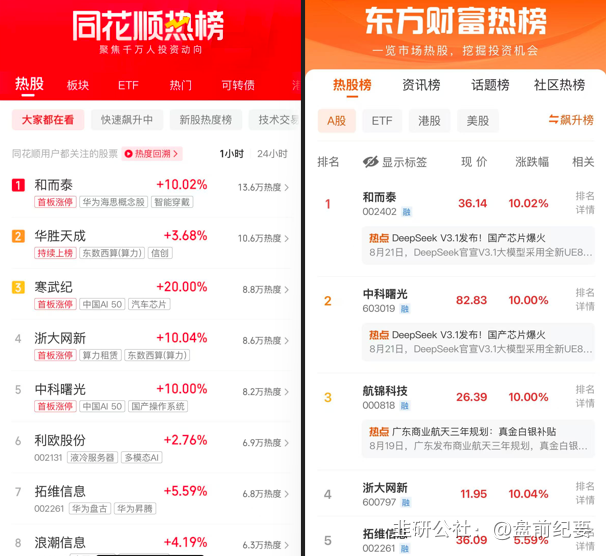 同花顺热榜
聚焦千万人投资动向
热股 板块 ETF 热门 可转债
大家都在看 快速飙升中 新股热度榜 技术交易
同花顺用户都关注的股票 热度回溯 > 1小时 24小时
1 和而泰 +10.02% 13.6万热度 >
首板涨停 华为海思概念股 智能穿戴
2 华胜天成 +3.68% 10.6万热度 >
持续上榜 东数西算(算力) 信创
3 寒武纪 +20.00% 8.8万热度 >
首板涨停 中国AI 50 汽车芯片
4 浙大网新 +10.04% 8.6万热度 >
首板涨停 算力租赁 东数西算(算力)
5 中科曙光 +10.00% 8.2万热度 >
首板涨停 中国AI 50 国产操作系统
6 利欧股份 +2.76% 6.9万热度 >
002131 液冷服务器 多模态AI
7 拓维信息 +5.59% 6.8万热度 >
002261 华为盘古 华为昇腾
8 浪潮信息 +4.19% 6.3万热度 >
东方财富热榜
一览市场热股，挖掘投资机会
热股榜 资讯榜 话题榜 社区热榜
A股 ETF 港股 美股 飙升榜
排名 显示标签 现价 涨跌幅 相关
1 和而泰 36.14 10.02% 排名
002402 融 详情
热点 DeepSeek V3.1发布！国产芯片爆火
8月21日，DeepSeek官宣V3.1大模型采用全新UE8...
2 中科曙光 82.83 10.00% 排名
603019 融 详情
热点 DeepSeek V3.1发布！国产芯片爆火
8月21日，DeepSeek官宣V3.1大模型采用全新UE8...
3 航锦科技 26.39 10.00% 排名
000818 融 详情
热点 广东商业航天三年规划：真金白银补贴
8月19日，广东发布商业航天三年规划，真金白银...
4 浙大网新 11.95 10.04% 排名
600797 融 详情
5 拓维信息 36.09 5.59% 排名
002261 融 详情
韭研公社：@盘前纪要